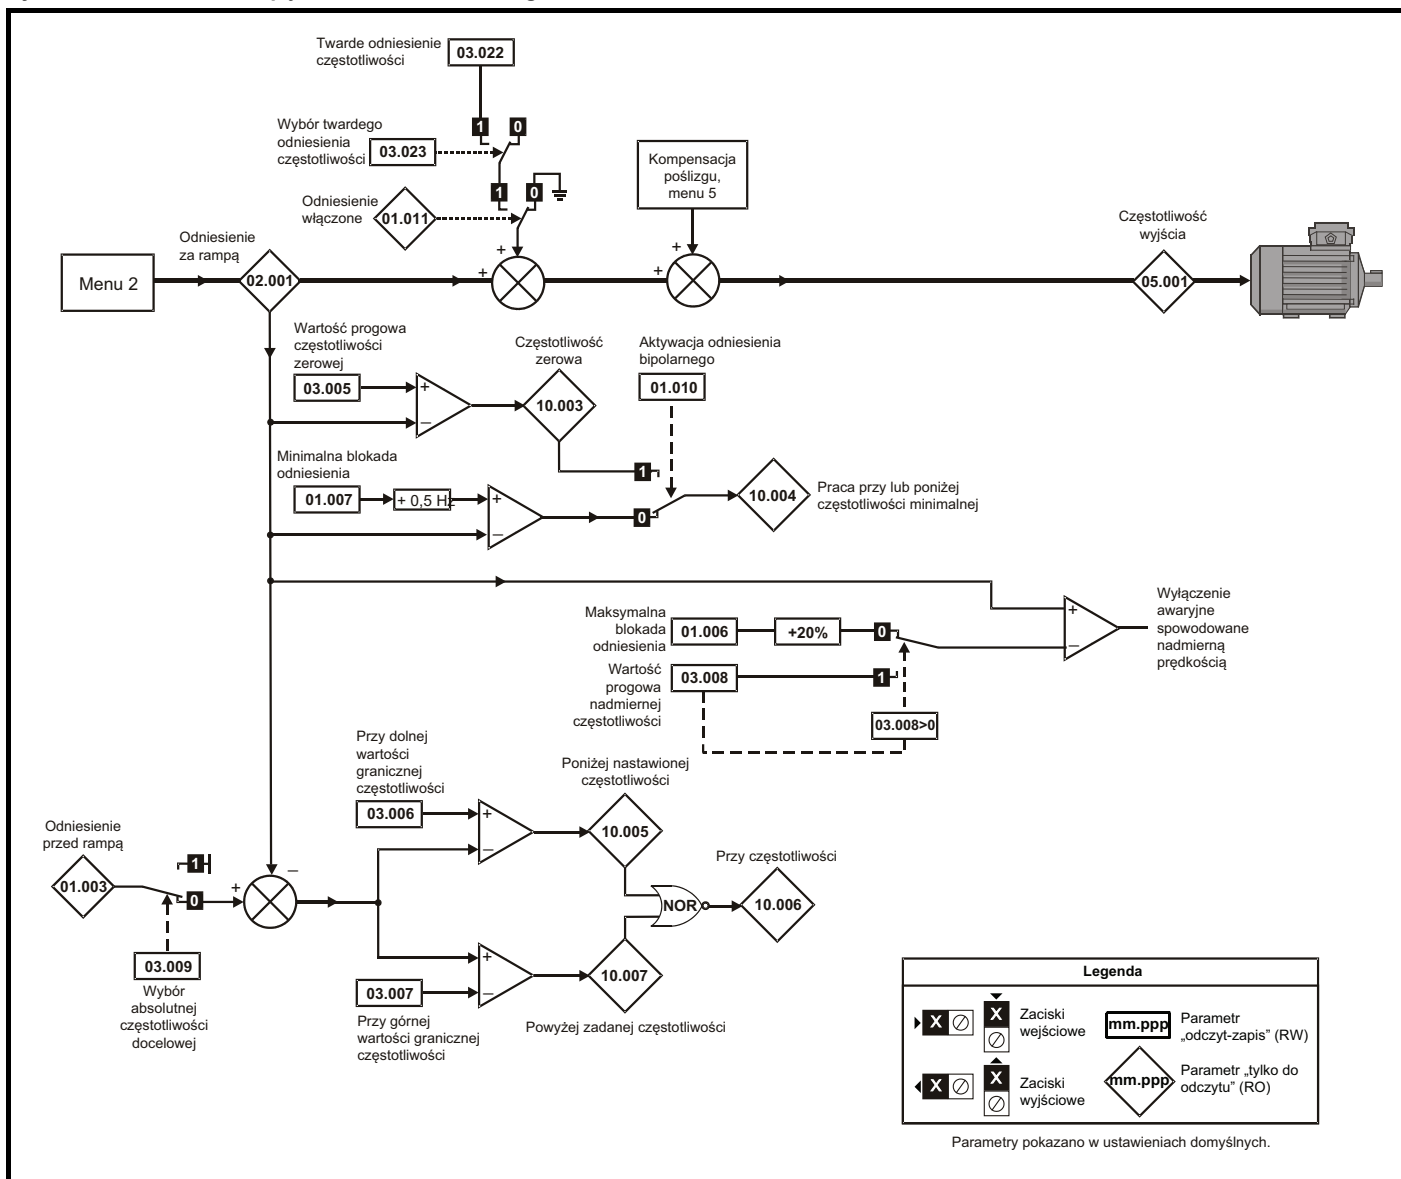 Twarde odniesienie
częstotliwości
03.022
1 0
Wybór twardego
odniesienia
częstotliwości
03.023
1 0
Odniesienie
włączone
01.011
Kompensacja
poślizgu,
menu 5
Częstotliwość
wyjścia
Odniesienie
za rampą
Menu 2
02.001
+
+
+
+
05.001
Wartość progowa
częstotliwości
zerowej
03.005
+
–
Częstotliwość
zerowa
10.003
Aktywacja odniesienia
bipolarnego
01.010
Minimalna blokada
odniesienia
01.007
+ 0,5 Hz
+
–
1
0
10.004
Praca przy lub poniżej
częstotliwości minimalnej
Maksymalna
blokada
odniesienia
01.006
+20%
0
Wartość
progowa
nadmiernej
częstotliwości
03.008
1
03.008>0
+
–
Wyłączenie
awaryjne
spowodowane
nadmierną
prędkością
Przy dolnej
wartości
granicznej
częstotliwości
03.006
+
–
Poniżej nastawionej
częstotliwości
10.005
Odniesienie
przed rampą
01.003
1
0
+
–
03.009
Wybór
absolutnej
częstotliwości
docelowej
NOR
Przy częstotliwości
10.006
+
–
03.007
Przy górnej
wartości granicznej
częstotliwości
10.007
Powyżej zadanej częstotliwości
Legenda
X
X
Zaciski
wejściowe
mm.ppp
Parametr
„odczyt-zapis” (RW)
X
X
Zaciski
wyjściowe
mm.ppp
Parametr „tylko do
odczytu” (RO)
Parametry pokazano w ustawieniach domyślnych.